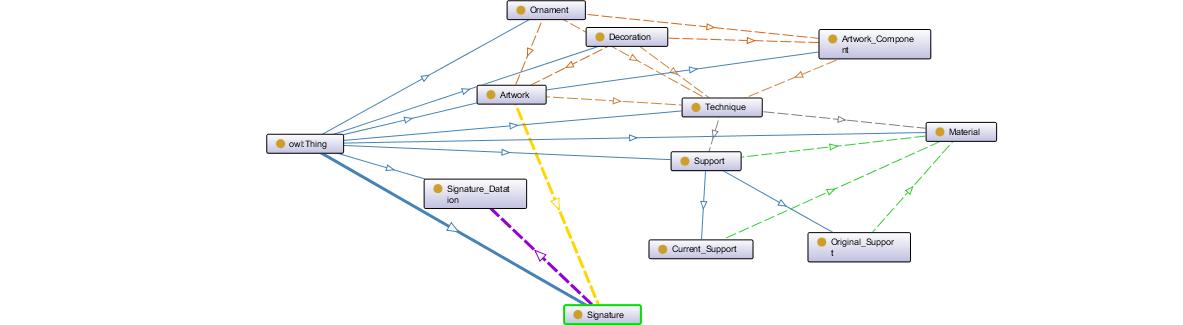 Ornament
Decoration
Artwork_Compone
nt
Artwork
Technique
Material
owl:Thing
Support
Signature_Datat
ion
Current_Support
Original_Suppor
t
Signature